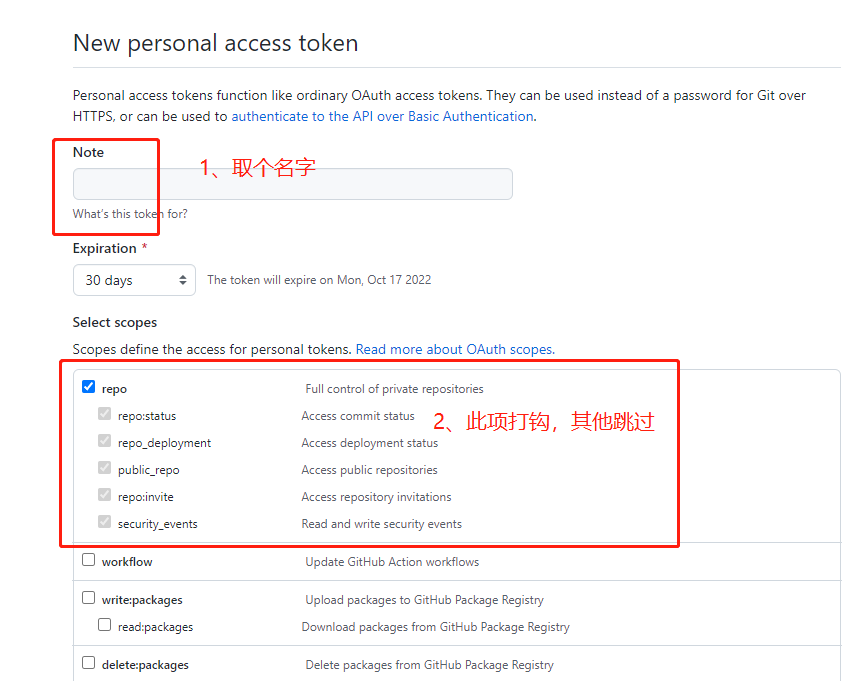 New personal access token
Personal access tokens function like ordinary OAuth access tokens. They can be used instead of a password for Git over
HTTPS, or can be used to authenticate to the API over Basic Authentication.
Note
1、取个名字
What's this token for?
Expiration *
30 days The token will expire on Mon, Oct 17 2022
Select scopes
Scopes define the access for personal tokens. Read more about OAuth scopes.
repo Full control of private repositories
repo:status Access commit status
2、此项打钩，其他跳过
repo_deployment Access deployment status
public_repo Access public repositories
repo:invite Access repository invitations
security_events Read and write security events
workflow Update GitHub Action workflows
write:packages Upload packages to GitHub Package Registry
read:packages Download packages from GitHub Package Registry
delete:packages Delete packages from GitHub Package Registry